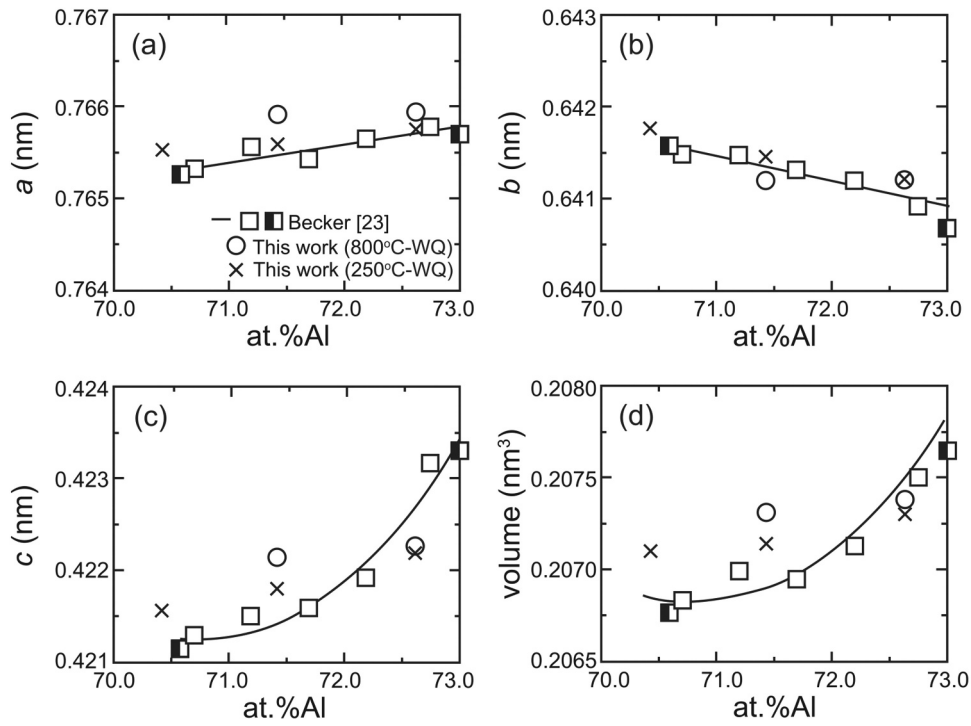 0.767
(a)
0.766
a (nm)
0.765
Becker [23]
This work (800°C-WQ)
This work (250°C-WQ)
0.764
70.0 71.0 72.0 73.0
at.%Al
0.643
(b)
0.642
b (nm)
0.641
0.640
70.0 71.0 72.0 73.0
at.%Al
0.424
(c)
0.423
c (nm)
0.422
0.421
70.0 71.0 72.0 73.0
at.%Al
0.2080
(d)
0.2075
volume (nm³)
0.2070
0.2065
70.0 71.0 72.0 73.0
at.%Al